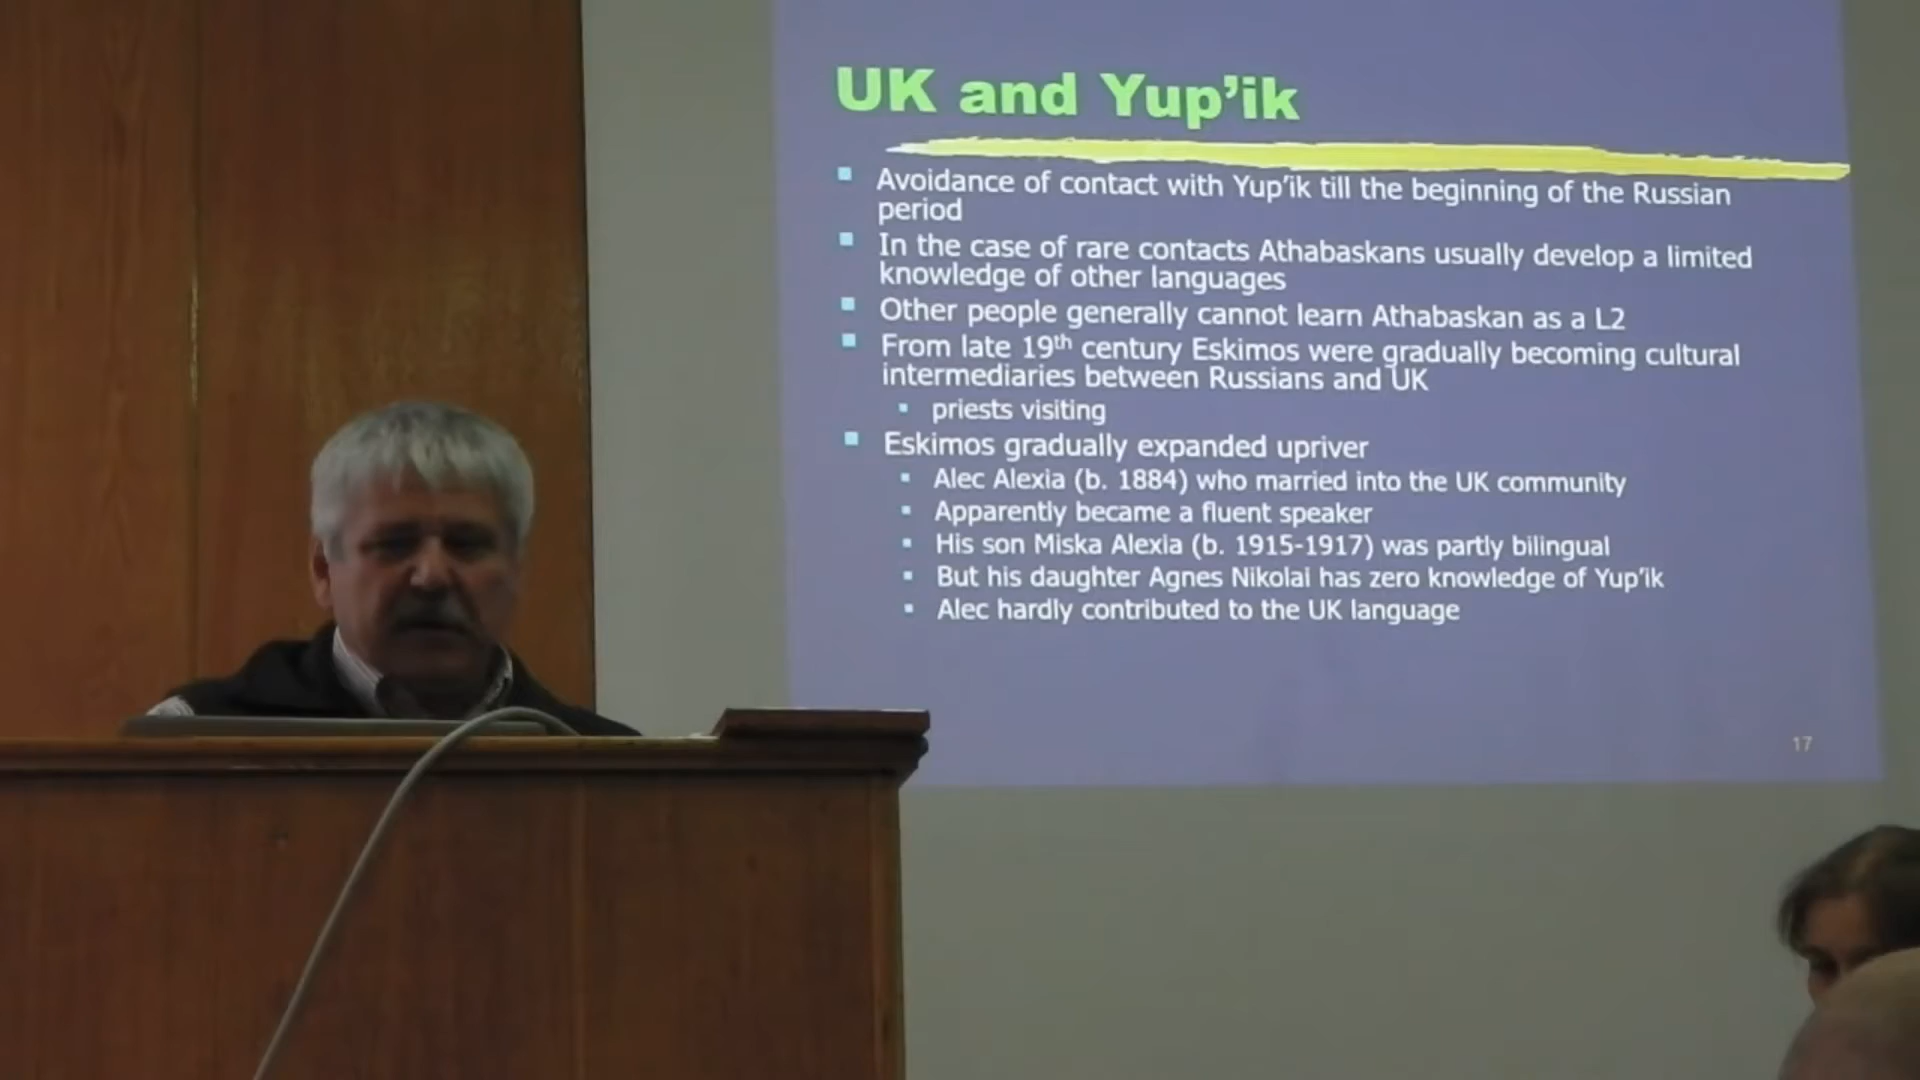 UK and Yup'ik
Avoidance of contact with Yup'ik till the beginning of the Russian
period
In the case of rare contacts Athabaskans usually develop a limited
knowledge of other languages
Other people generally cannot learn Athabaskan as a L2
From late 19th century Eskimos were gradually becoming cultural
intermediaries between Russians and UK
priests visiting
Eskimos gradually expanded upriver
Alec Alexia (b. 1884) who married into the UK community
Apparently became a fluent speaker
His son Miska Alexia (b. 1915-1917) was partly bilingual
But his daughter Agnes Nikolai has zero knowledge of Yup'ik
Alec hardly contributed to the UK language
17